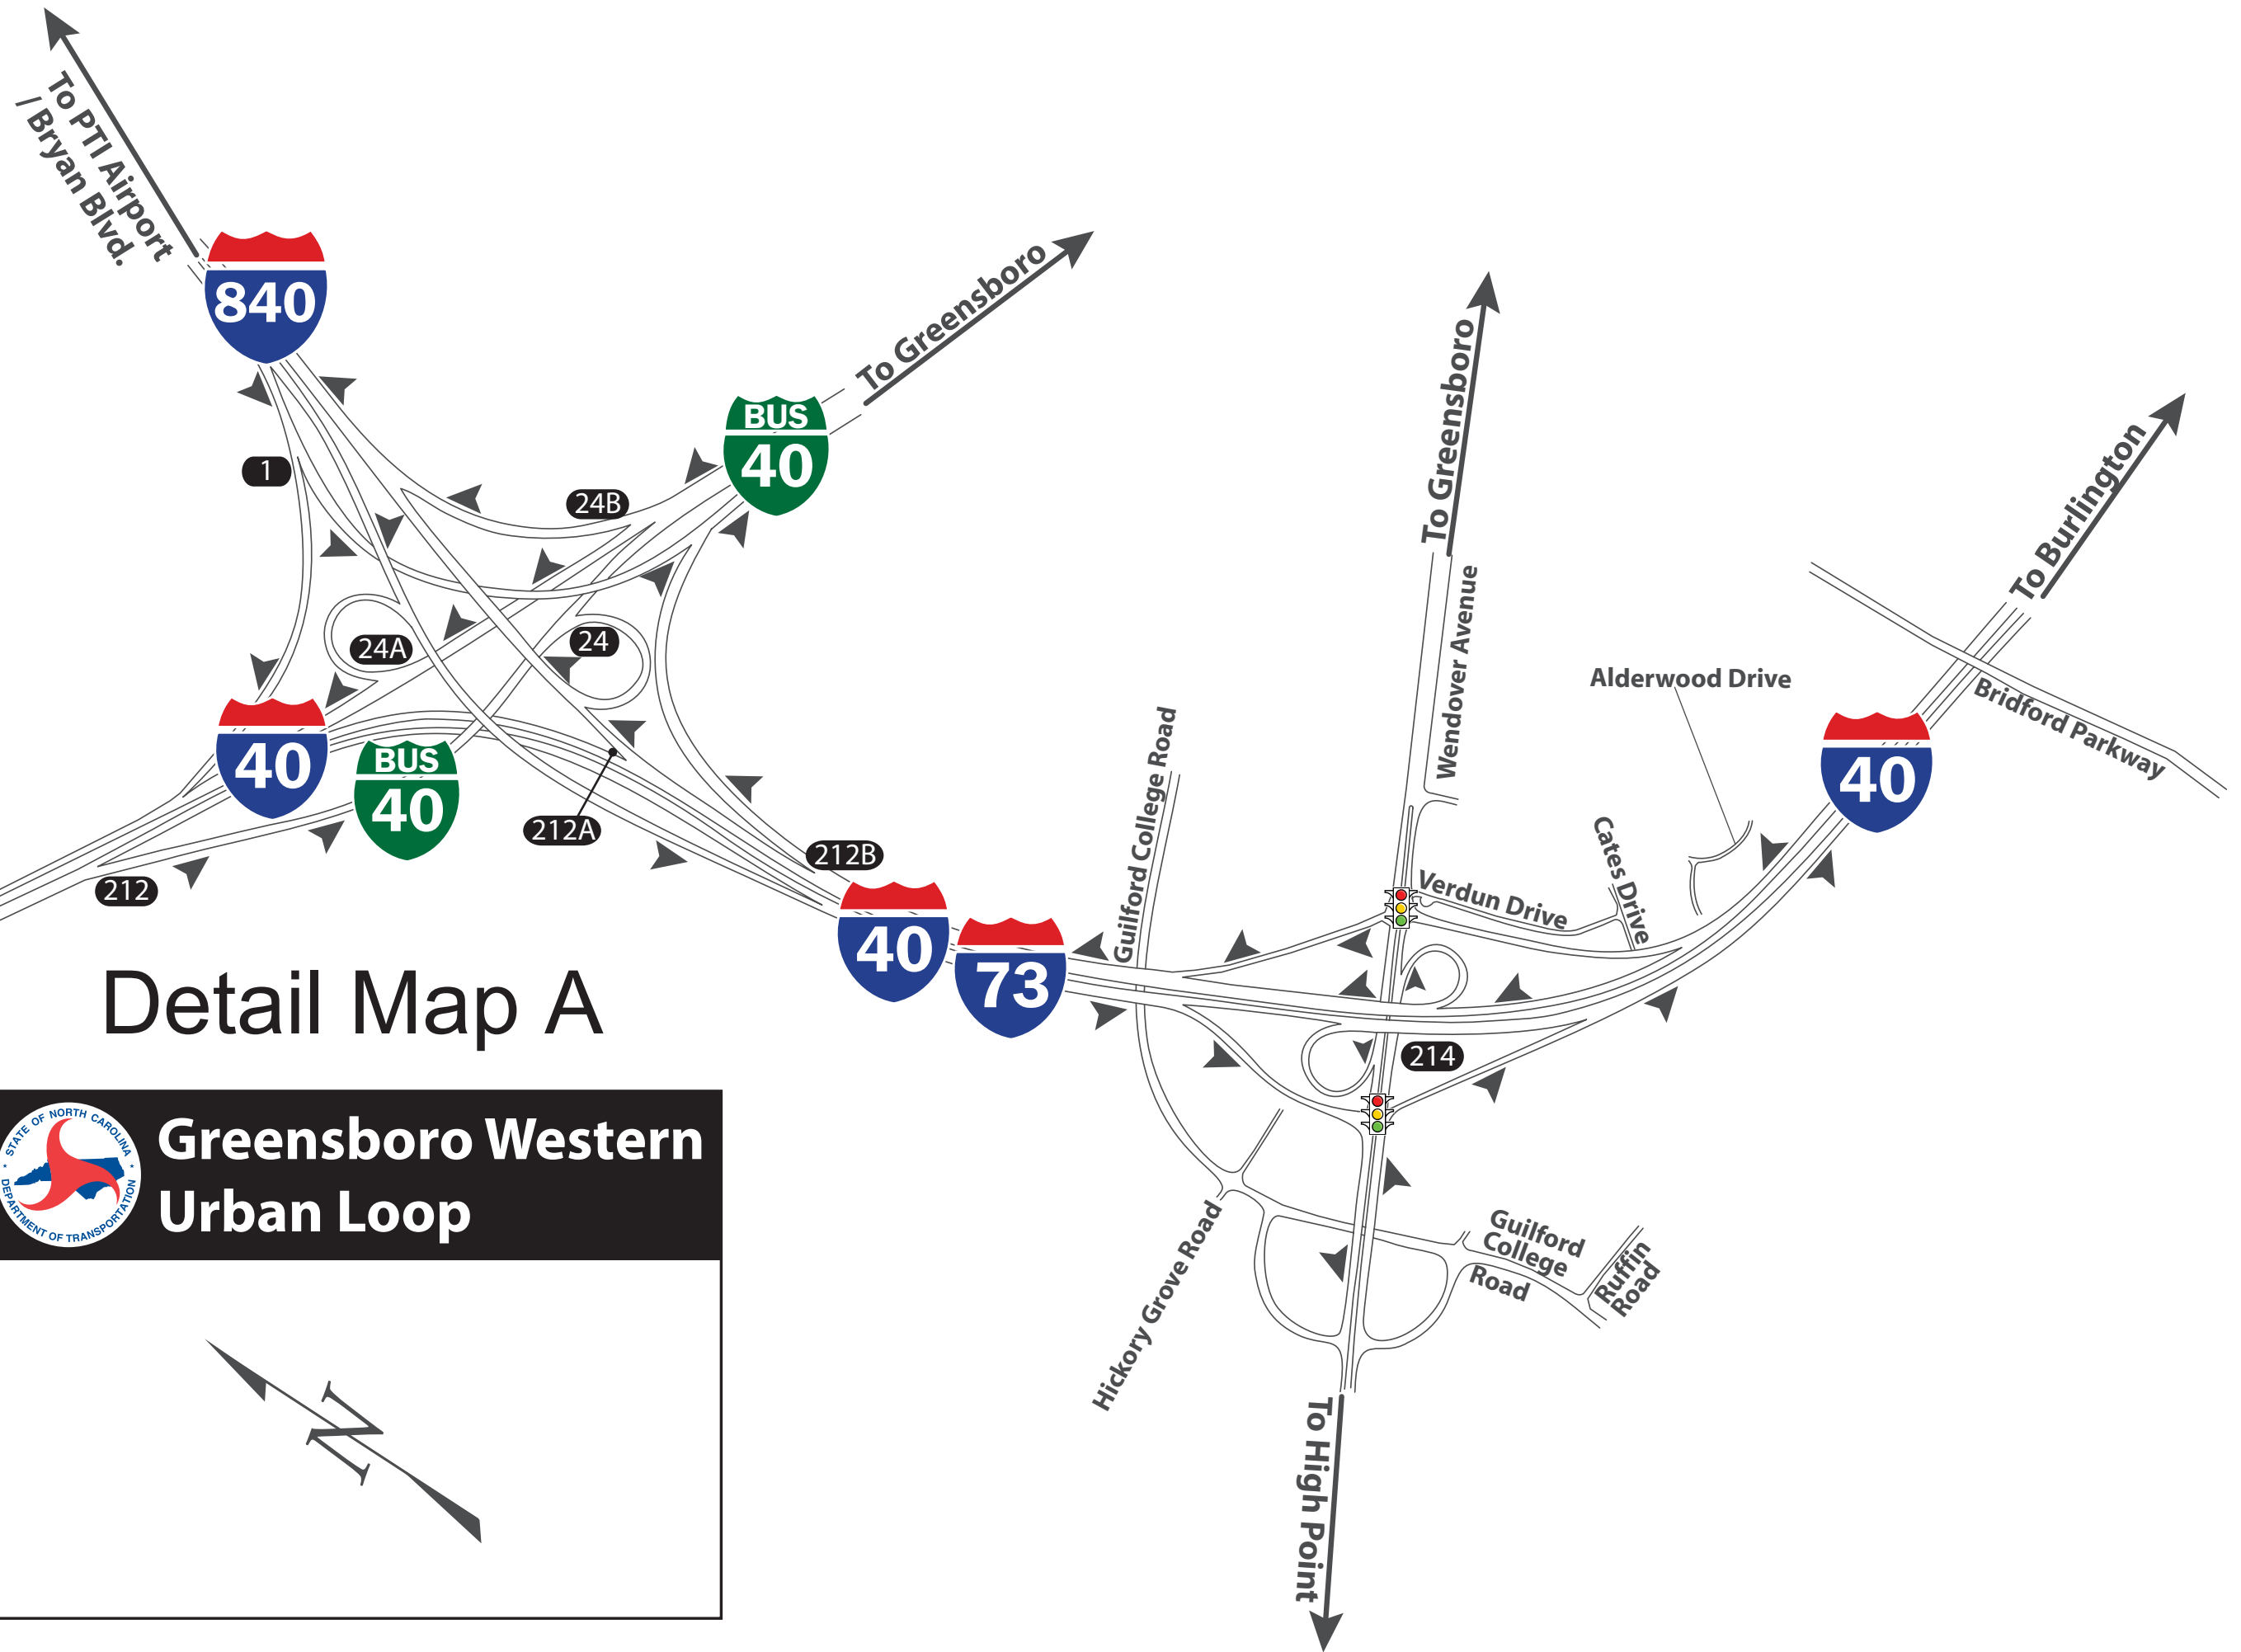 To PTI Airport
/ Bryan Blvd.
840
To Greensboro
BUS
40
1
24B
24A
24
40
BUS
40
212A
212B
212
40
73
Guilford College Road
To Greensboro
Wendover Avenue
Alderwood Drive
To Burlington
Bridford Parkway
40
Cates Drive
Verdun Drive
214
Hickory Grove Road
Guilford
College
Road
Ruffin
Road
To High Point
Detail Map A
STATE OF NORTH CAROLINA
DEPARTMENT OF TRANSPORTATION
Greensboro Western
Urban Loop
N